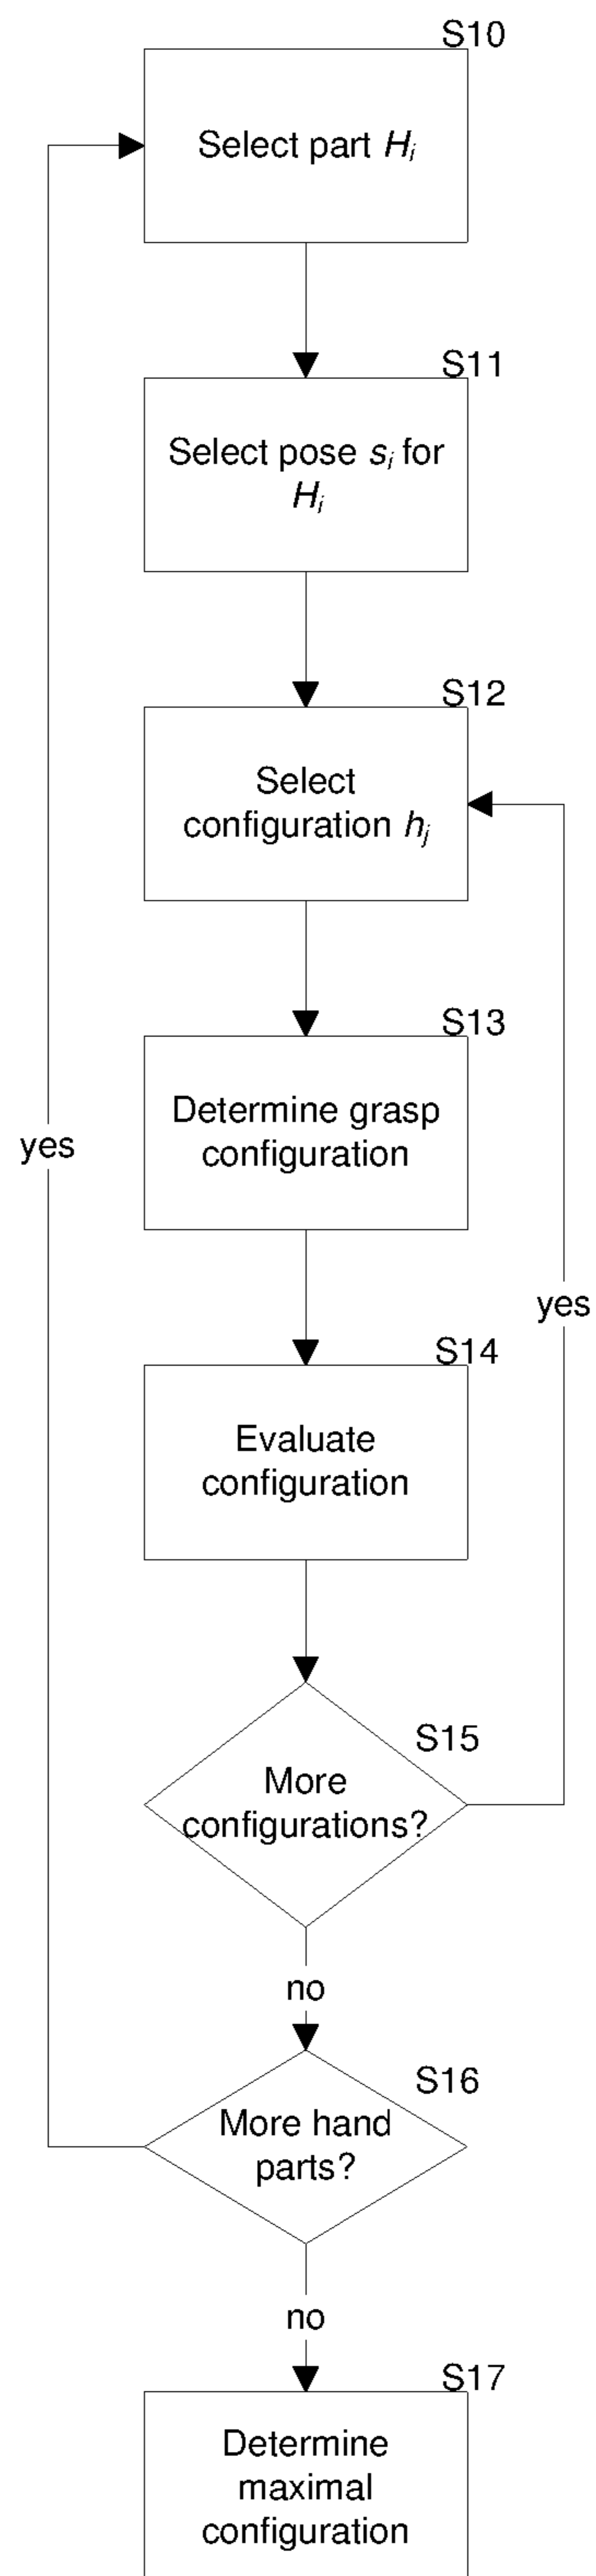 S10
Select part Hi
S11
Select pose si for
Hi
S12
Select
configuration hj
S13
Determine grasp
configuration
yes
yes
S14
Evaluate
configuration
S15
More
configurations?
no
S16
More hand
parts?
no
S17
Determine
maximal
configuration